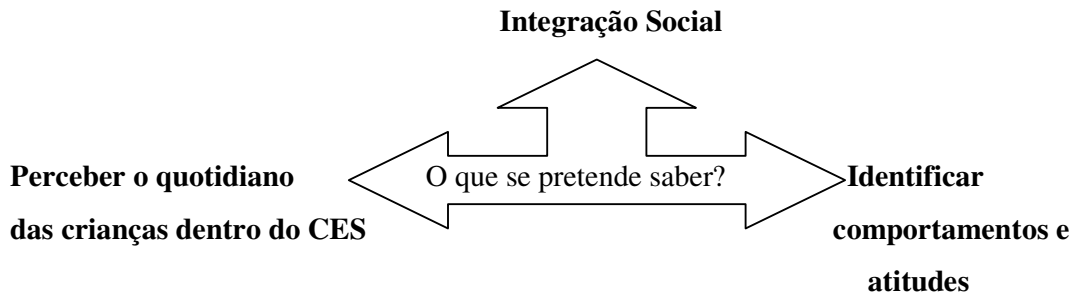 Integração Social
Perceber o quotidiano
das crianças dentro do CES
O que se pretende saber?
Identificar
comportamentos e
atitudes